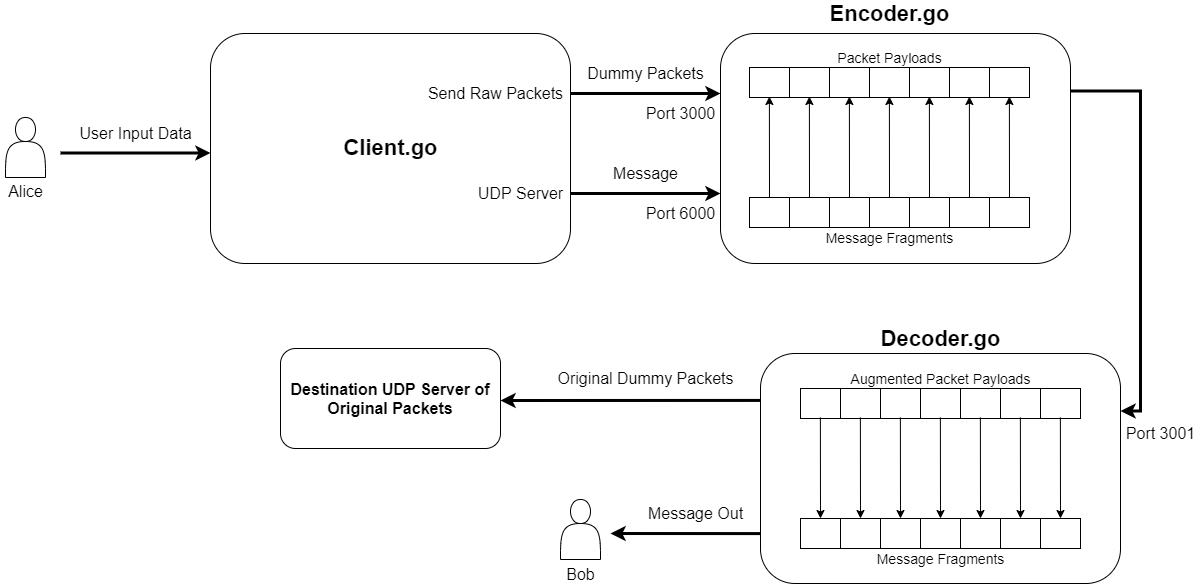 Encoder.go
Packet Payloads
Dummy Packets
Send Raw Packets
Port 3000
User Input Data
Client.go
Alice
Message
UDP Server
Port 6000
Message Fragments
Decoder.go
Original Dummy Packets
Augmented Packet Payloads
Destination UDP Server of
Original Packets
Port 3001
Message Out
Message Fragments
Bob